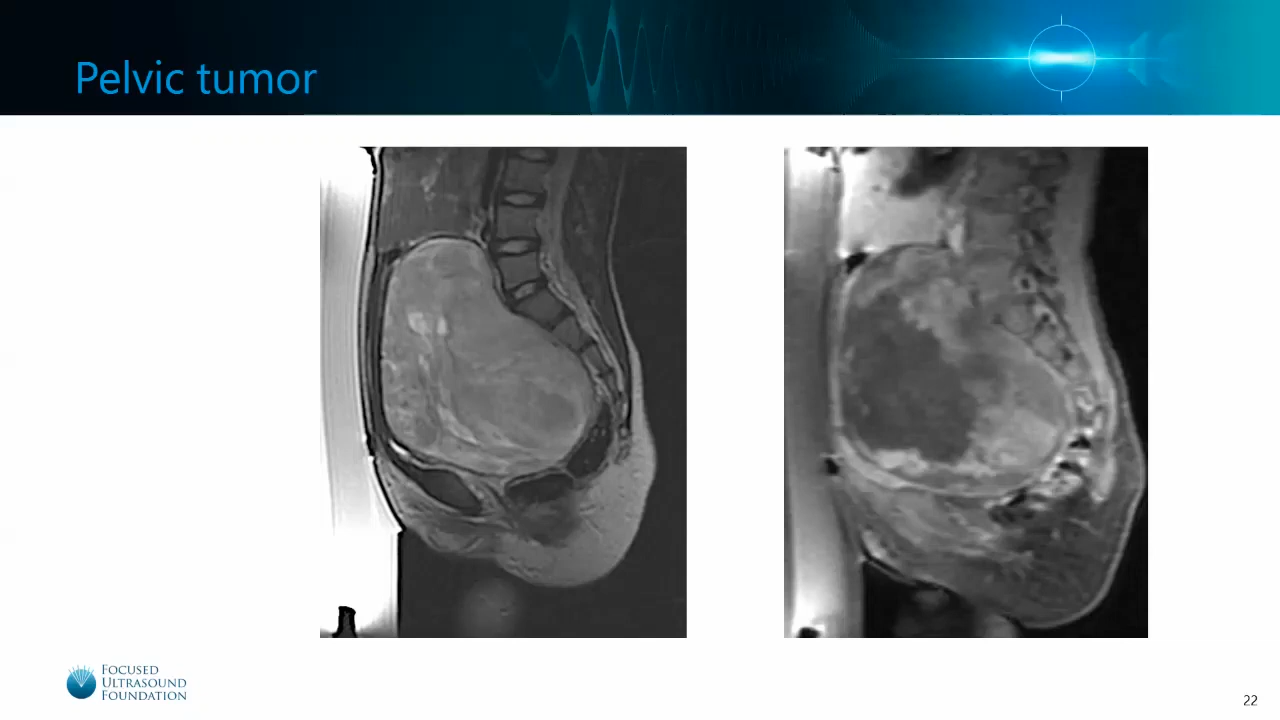 Pelvic tumor
FOCUSED
ULTRASOUND
FOUNDATION
22